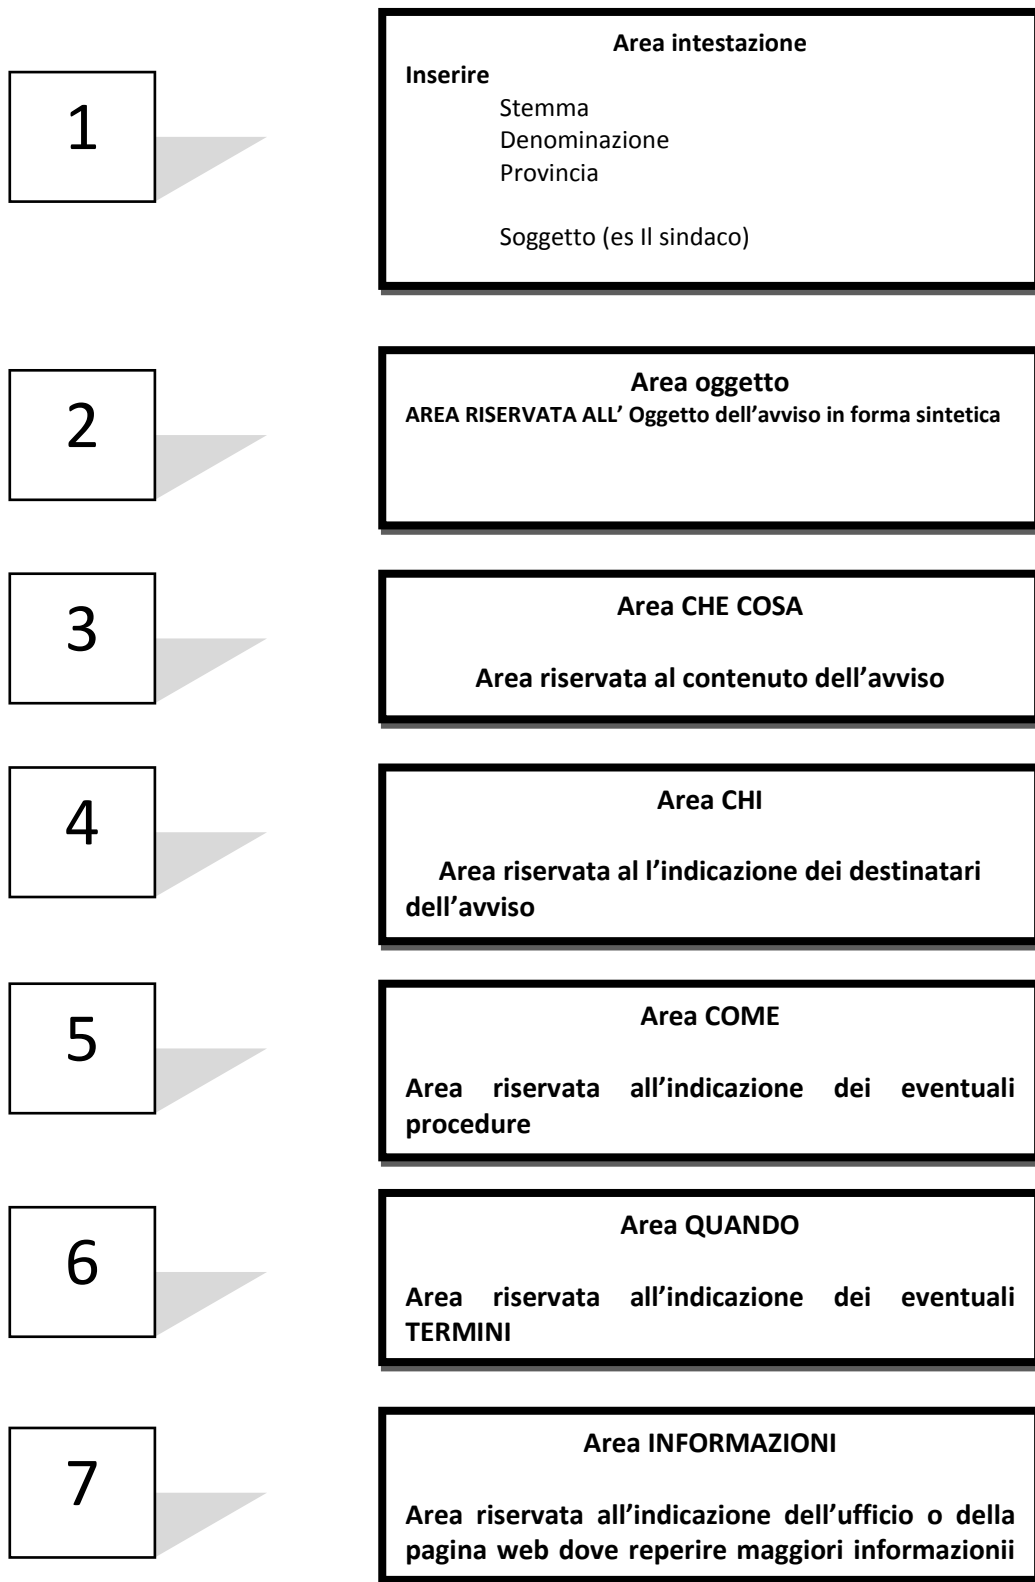 1
Area intestazione
Inserire
Stemma
Denominazione
Provincia
Soggetto (es Il sindaco)
2
Area oggetto
AREA RISERVATA ALL’ Oggetto dell’avviso in forma sintetica
3
Area CHE COSA
Area riservata al contenuto dell’avviso
4
Area CHI
Area riservata al l’indicazione dei destinatari
dell’avviso
5
Area COME
Area riservata all’indicazione dei eventuali
procedure
6
Area QUANDO
Area riservata all’indicazione dei eventuali
TERMINI
7
Area INFORMAZIONI
Area riservata all’indicazione dell’ufficio o della
pagina web dove reperire maggiori informazionii